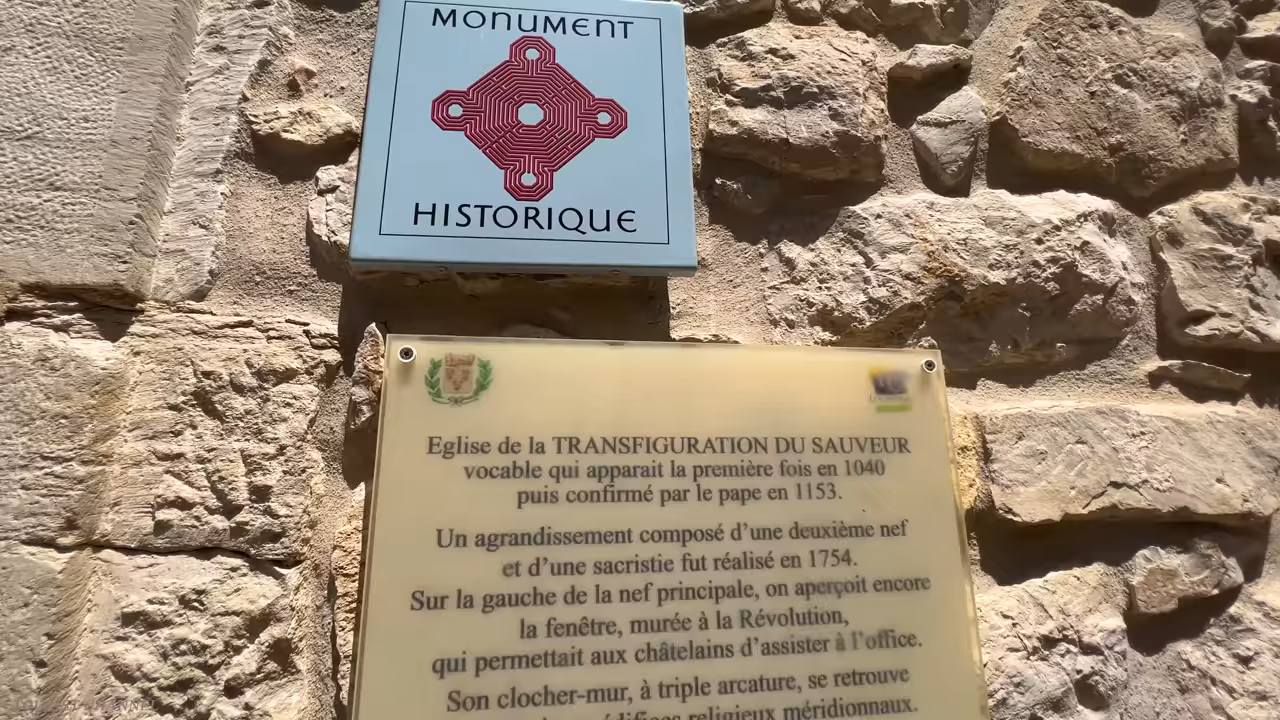 MONUMENT
HISTORIQUE
Eglise de la TRANSFIGURATION DU SAUVEUR
vocable qui apparait la première fois en 1040
puis confirmé par le pape en 1153.
Un agrandissement composé d'une deuxième nef
et d'une sacristie fut réalisé en 1754.
Sur la gauche de la nef principale, on aperçoit encore
la fenêtre, murée à la Révolution,
qui permettait aux châtelains d'assister à l'office.
Son clocher-mur, à triple arcature, se retrouve
édifices religieux méridionnaux.